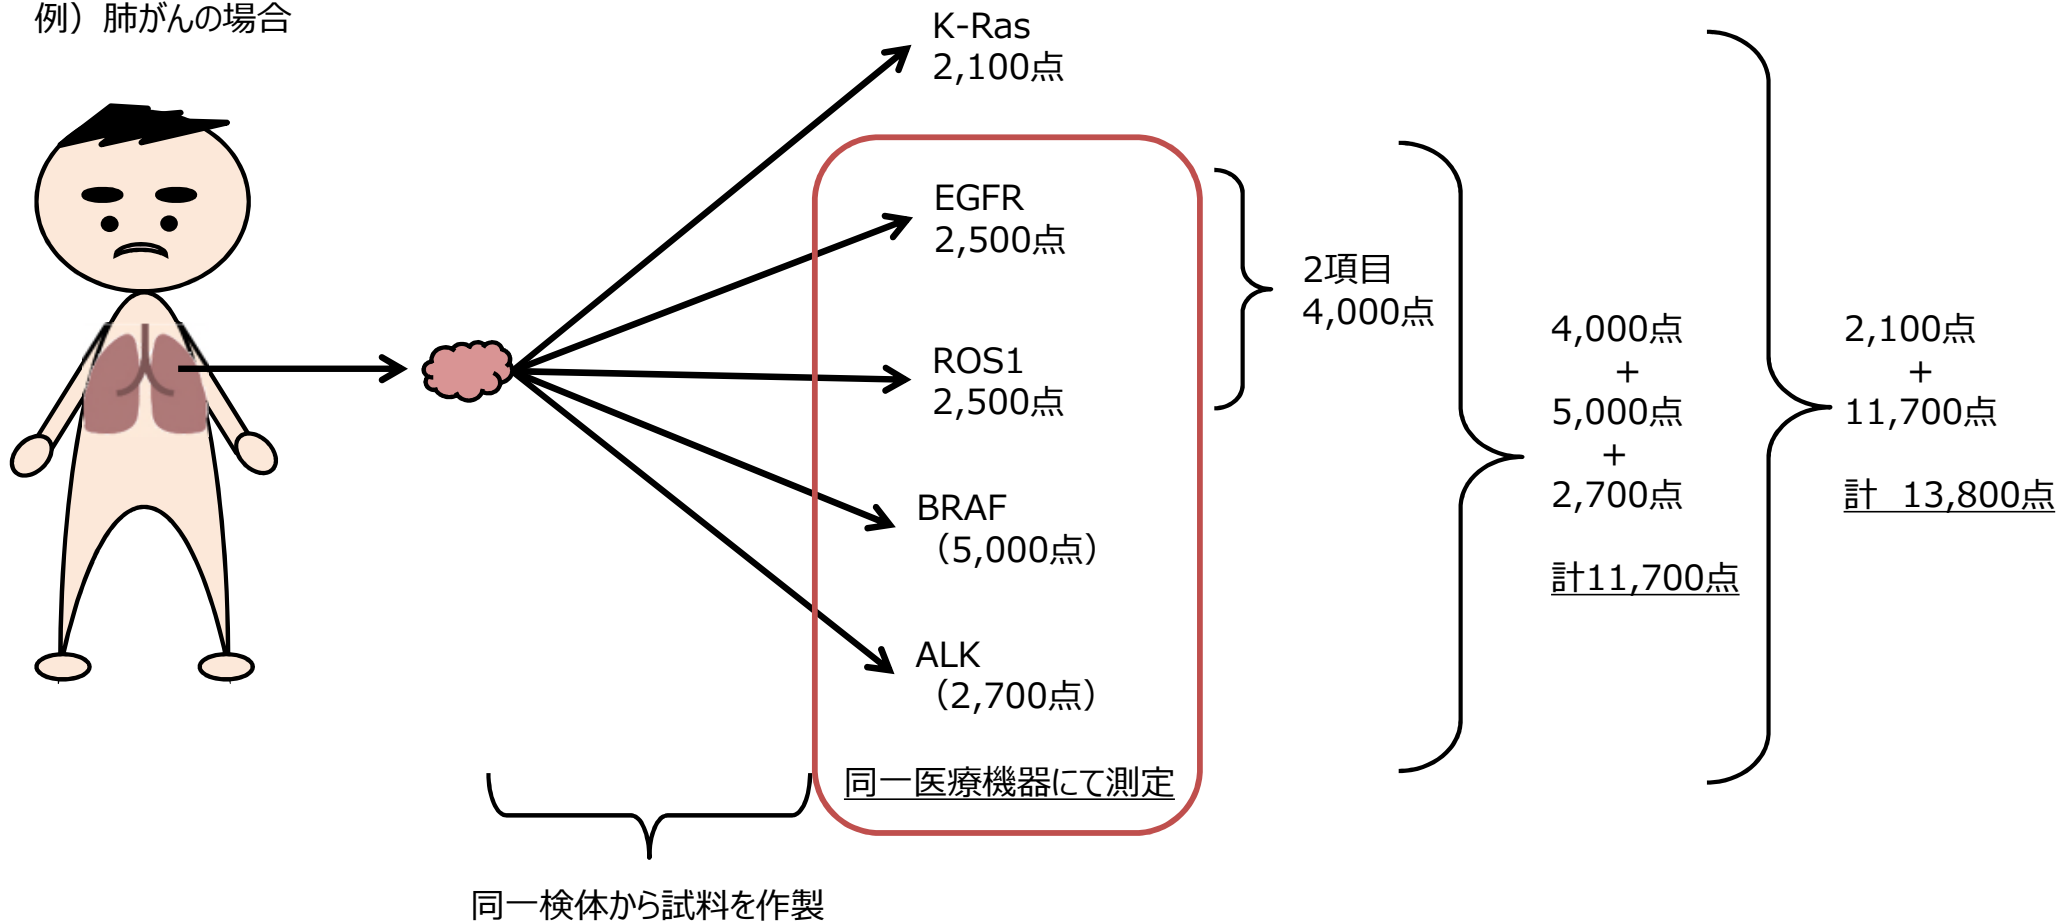 例）肺がんの場合
K-Ras
2,100点
EGFR
2,500点
ROS1
2,500点
BRAF
（5,000点）
ALK
（2,700点）
同一医療機器にて測定
同一検体から試料を作製
2項目
4,000点
4,000点
+
5,000点
+
2,700点
計11,700点
2,100点
+
11,700点
計　13,800点